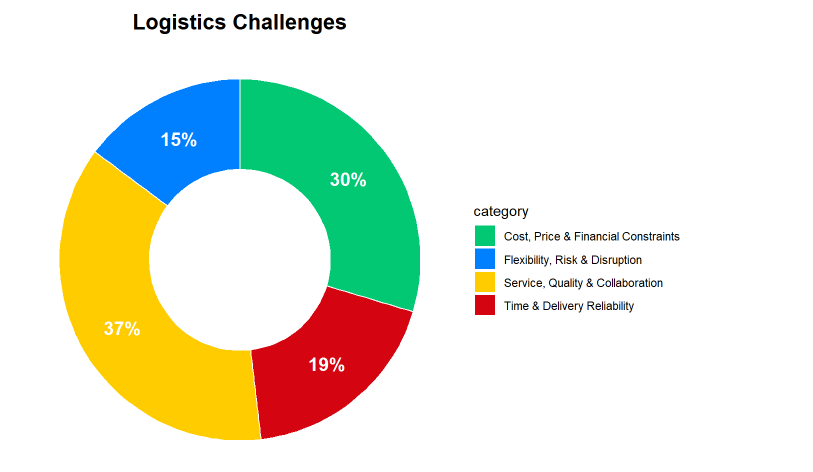 Logistics Challenges
15%
30%
37%
19%
category
Cost, Price & Financial Constraints
Flexibility, Risk & Disruption
Service, Quality & Collaboration
Time & Delivery Reliability